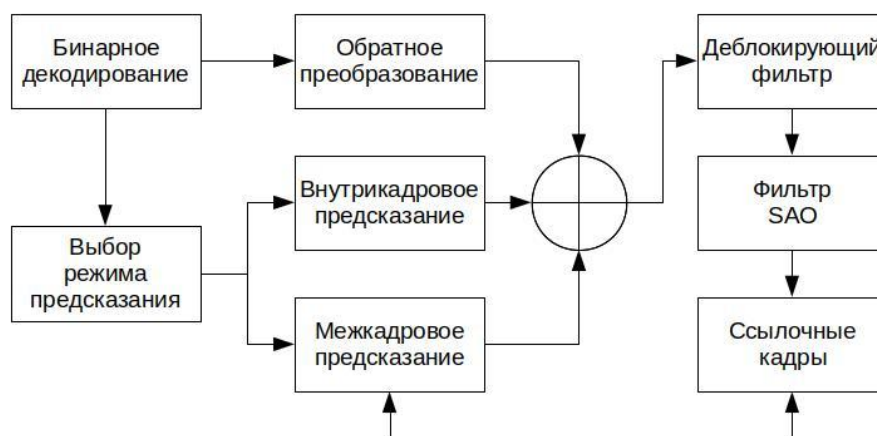 Бинарное
декодирование
Обратное
преобразование
Деблокирующий
фильтр
Внутрикадровое
предсказание
Фильтр
SAO
Выбор
режима
предсказания
Межкадровое
предсказание
Ссылочные
кадры